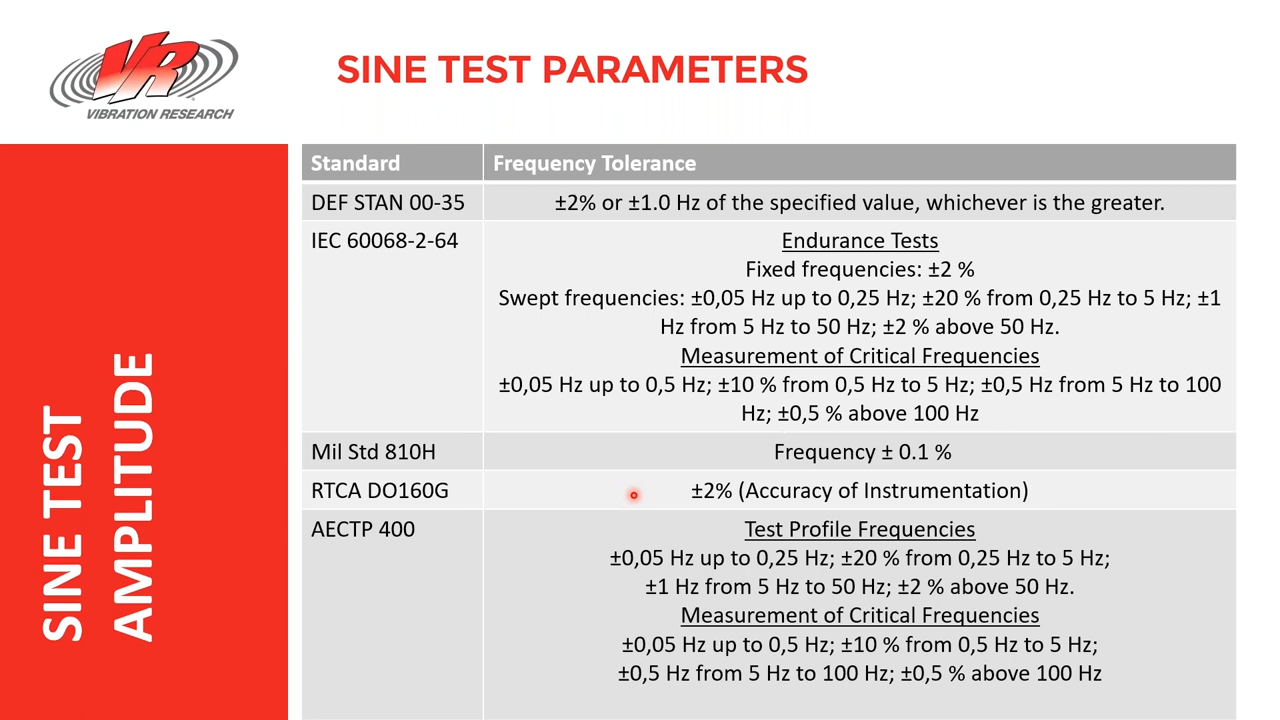 VR
VIBRATION RESEARCH
SINE TEST PARAMETERS
SINE TEST
AMPLITUDE
Standard Frequency Tolerance
DEF STAN 00-35 ±2% or ±1.0 Hz of the specified value, whichever is the greater.
IEC 60068-2-64 Endurance Tests
Fixed frequencies: ±2 %
Swept frequencies: ±0,05 Hz up to 0,25 Hz; ±20 % from 0,25 Hz to 5 Hz; ±1
Hz from 5 Hz to 50 Hz; ±2 % above 50 Hz.
Measurement of Critical Frequencies
±0,05 Hz up to 0,5 Hz; ±10 % from 0,5 Hz to 5 Hz; ±0,5 Hz from 5 Hz to 100
Hz; ±0,5 % above 100 Hz
Mil Std 810H Frequency ± 0.1 %
RTCA DO160G ±2% (Accuracy of Instrumentation)
AECTP 400 Test Profile Frequencies
±0,05 Hz up to 0,25 Hz; ±20 % from 0,25 Hz to 5 Hz;
±1 Hz from 5 Hz to 50 Hz; ±2 % above 50 Hz.
Measurement of Critical Frequencies
±0,05 Hz up to 0,5 Hz; ±10 % from 0,5 Hz to 5 Hz;
±0,5 Hz from 5 Hz to 100 Hz; ±0,5 % above 100 Hz